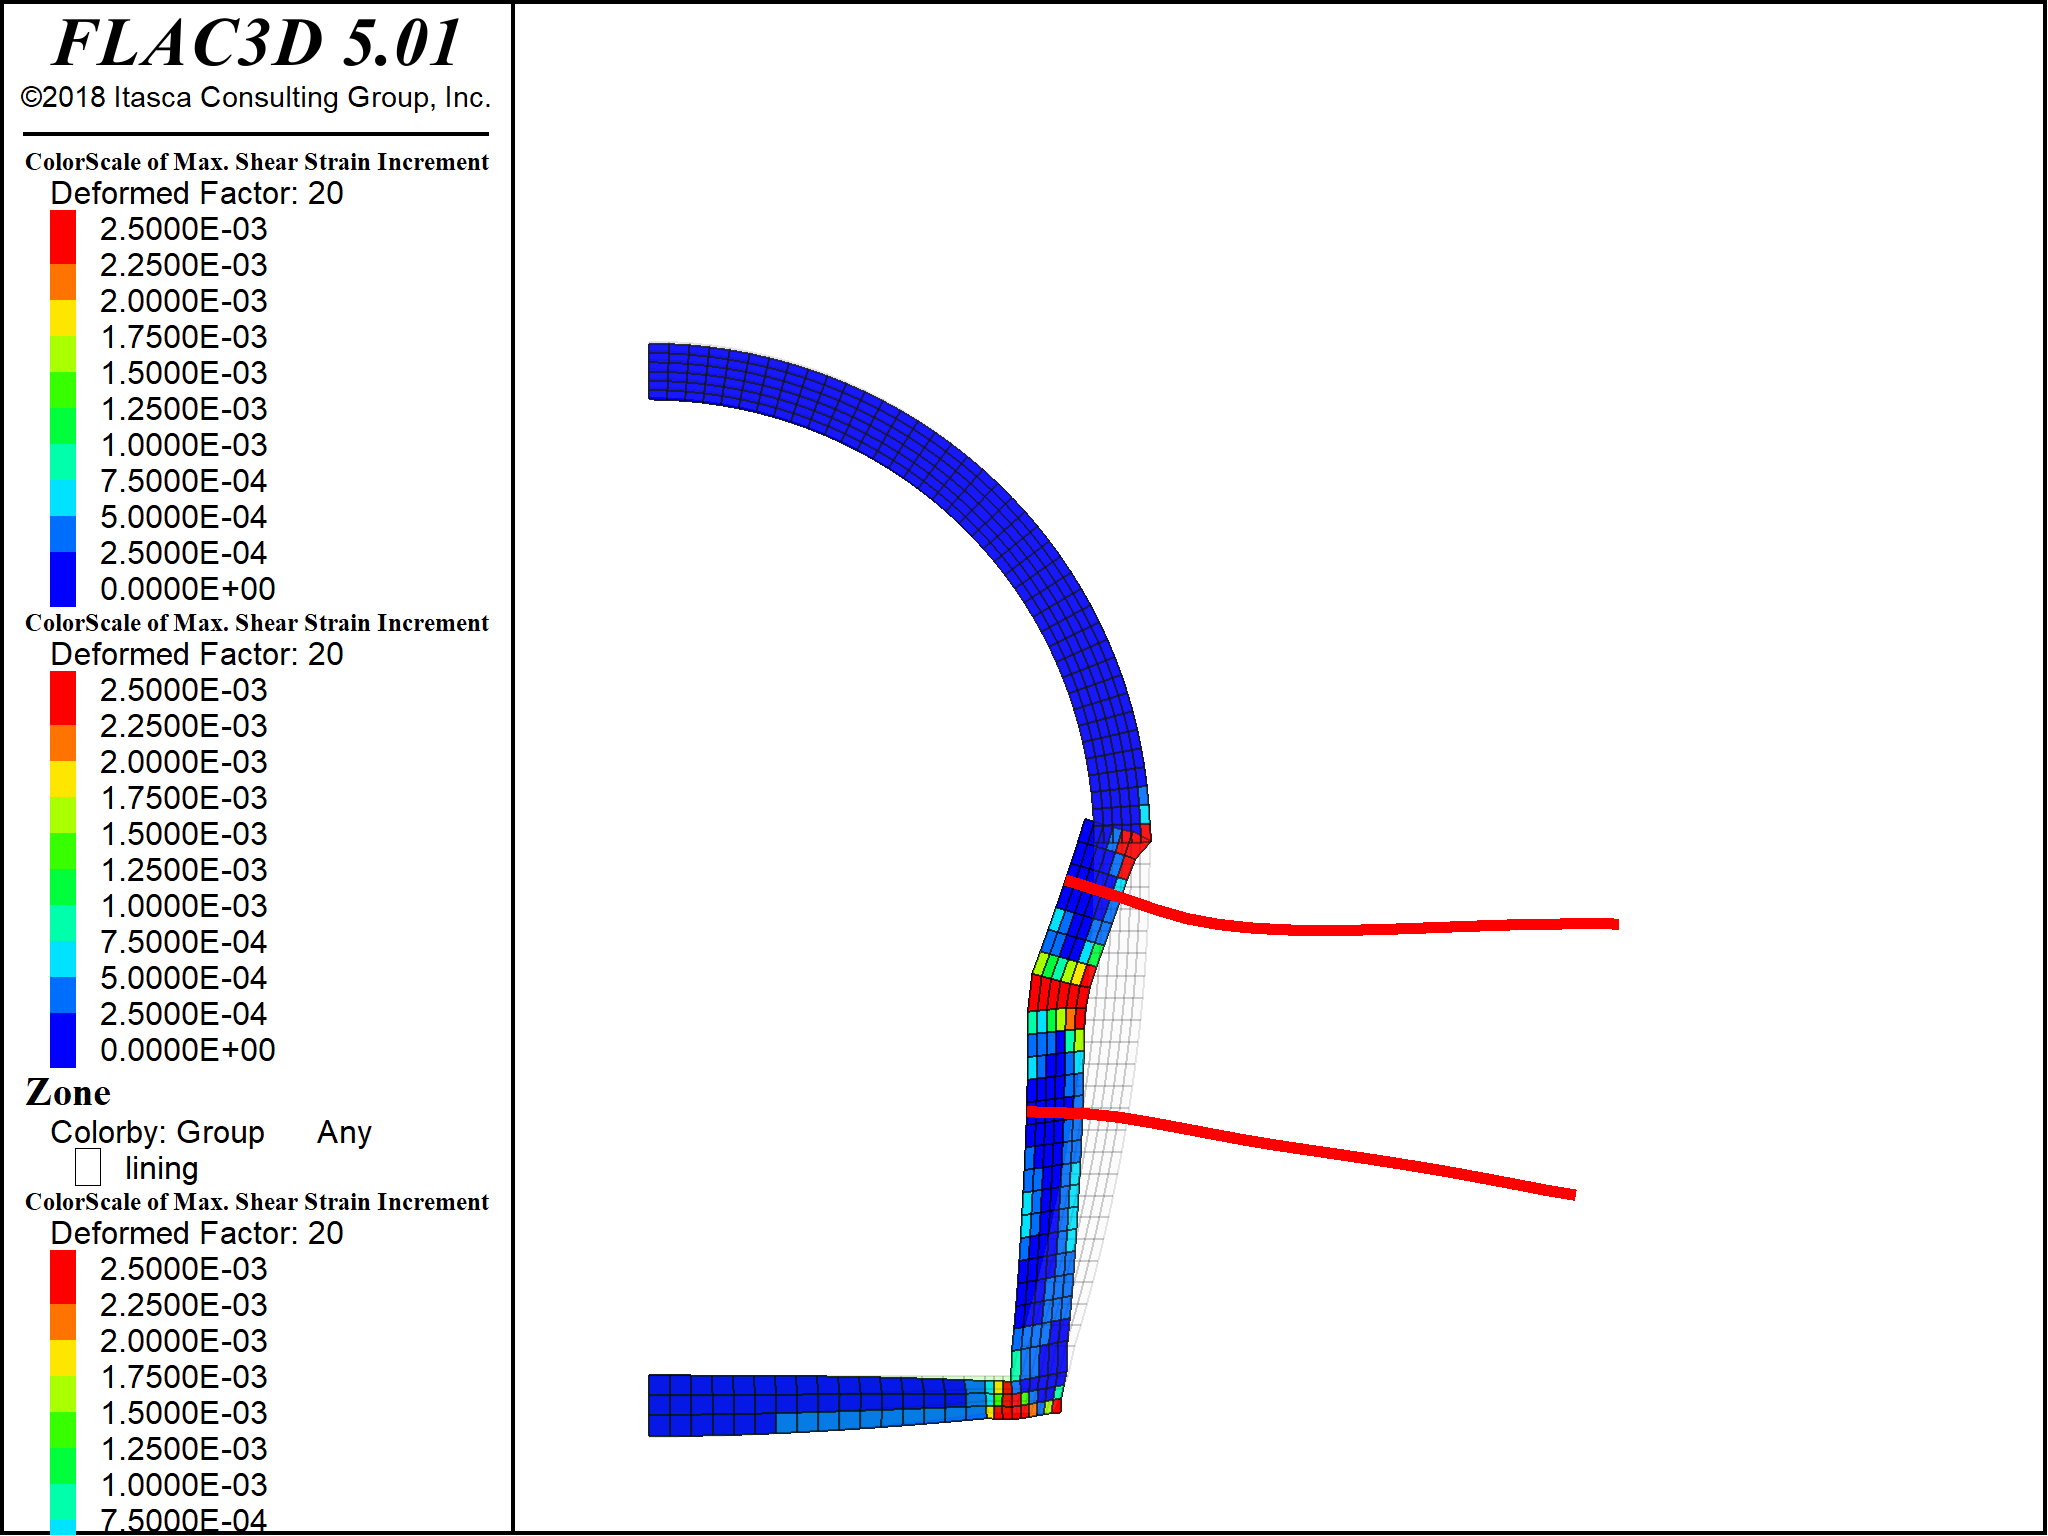 FLAC3D 5.01
©2018 Itasca Consulting Group, Inc.
ColorScale of Max. Shear Strain Increment
Deformed Factor: 20
2.5000E-03
2.2500E-03
2.0000E-03
1.7500E-03
1.5000E-03
1.2500E-03
1.0000E-03
7.5000E-04
5.0000E-04
2.5000E-04
0.0000E+00
ColorScale of Max. Shear Strain Increment
Deformed Factor: 20
2.5000E-03
2.2500E-03
2.0000E-03
1.7500E-03
1.5000E-03
1.2500E-03
1.0000E-03
7.5000E-04
5.0000E-04
2.5000E-04
0.0000E+00
Zone
Colorby: Group Any
lining
ColorScale of Max. Shear Strain Increment
Deformed Factor: 20
2.5000E-03
2.2500E-03
2.0000E-03
1.7500E-03
1.5000E-03
1.2500E-03
1.0000E-03
7.5000E-04